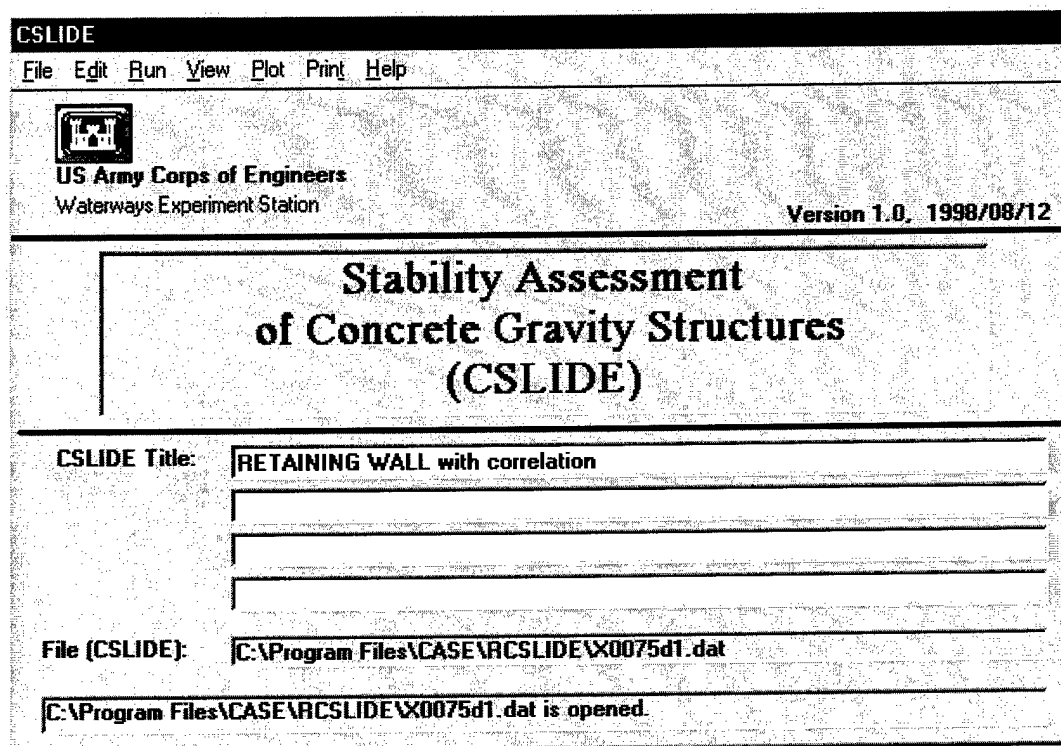 CSLIDE
File Edit Run View Plot Print Help
US Army Corps of Engineers
Waterways Experiment Station
Version 1.0, 1998/08/12
Stability Assessment
of Concrete Gravity Structures
(CSLIDE)
CSLIDE Title: RETAINING WALL with correlation
File (CSLIDE): C:\Program Files\CASE\RCSLIDE\X0075d1.dat
C:\Program Files\CASE\RCSLIDE\X0075d1.dat is opened.